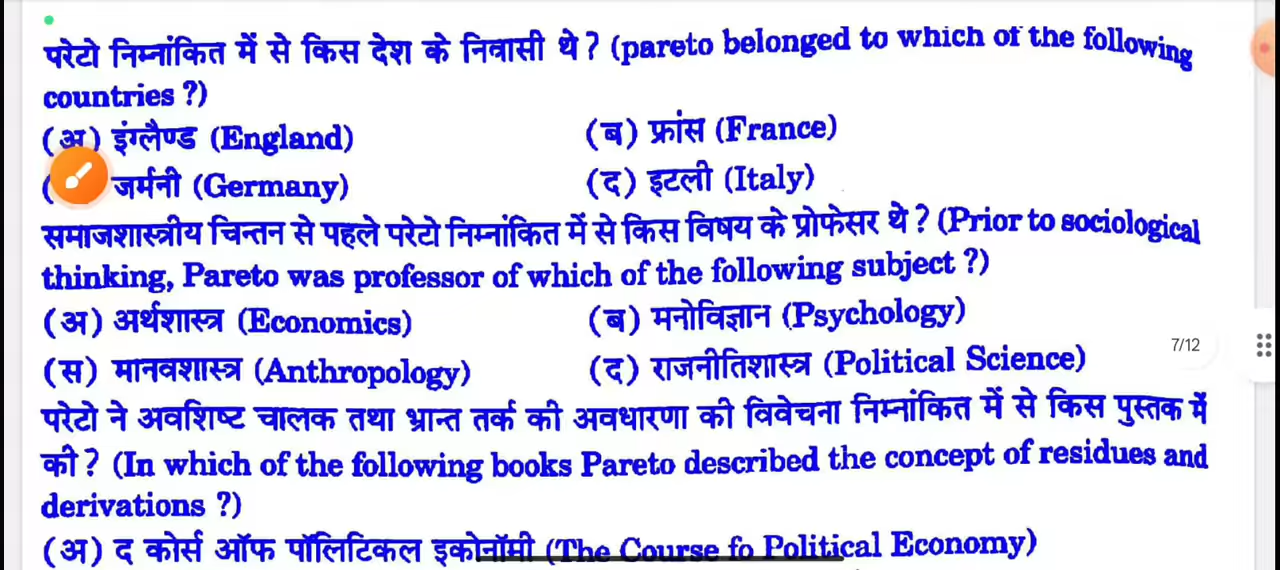 परेटो निम्नांकित में से किस देश के निवासी थे? (pareto belonged to which of the following
countries ?)
(अ) इंग्लैण्ड (England) (ब) फ्रांस (France)
( जर्मनी (Germany) (द) इटली (Italy)
समाजशास्त्रीय चिन्तन से पहले परेटो निम्नांकित में से किस विषय के प्रोफेसर थे? (Prior to sociological
thinking, Pareto was professor of which of the following subject ?)
(अ) अर्थशास्त्र (Economics) (ब) मनोविज्ञान (Psychology)
7/12
(स) मानवशास्त्र (Anthropology) (द) राजनीतिशास्त्र (Political Science)
परेटो ने अवशिष्ट चालक तथा भ्रान्त तर्क की अवधारणा की विवेचना निम्नांकित में से किस पुस्तक में
की? (In which of the following books Pareto described the concept of residues and
derivations ?)
(अ) द कोर्स ऑफ पॉलिटिकल इकोनॉमी (The Course fo Political Economy)